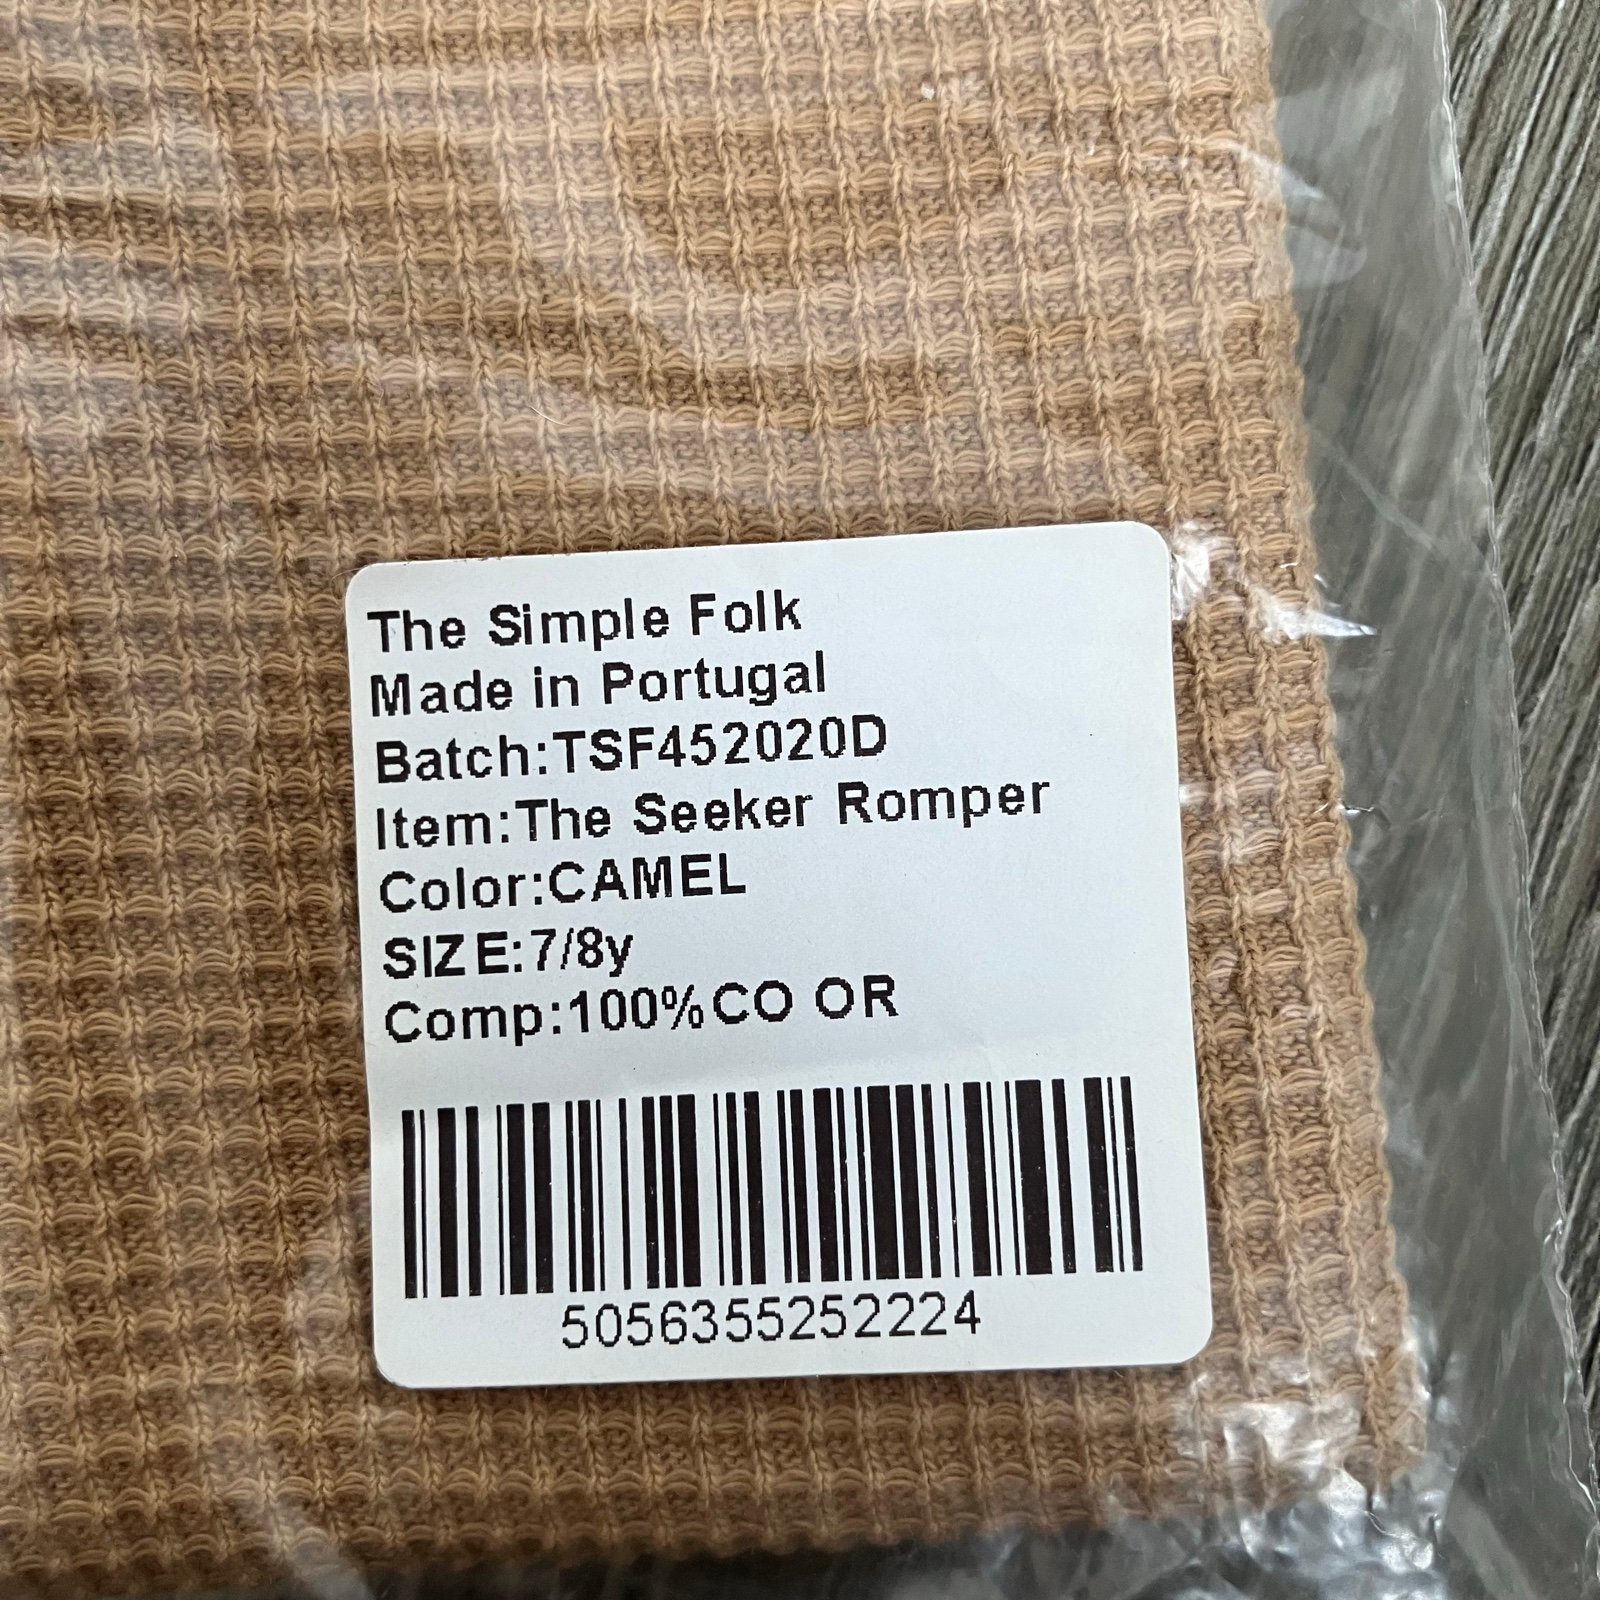 The Simple Folk
Made in Portugal
Batch:TSF452020D
Item:The Seeker Romper
Color:CAMEL
SIZE:7/8y
Comp:100%CO OR
5056355252224